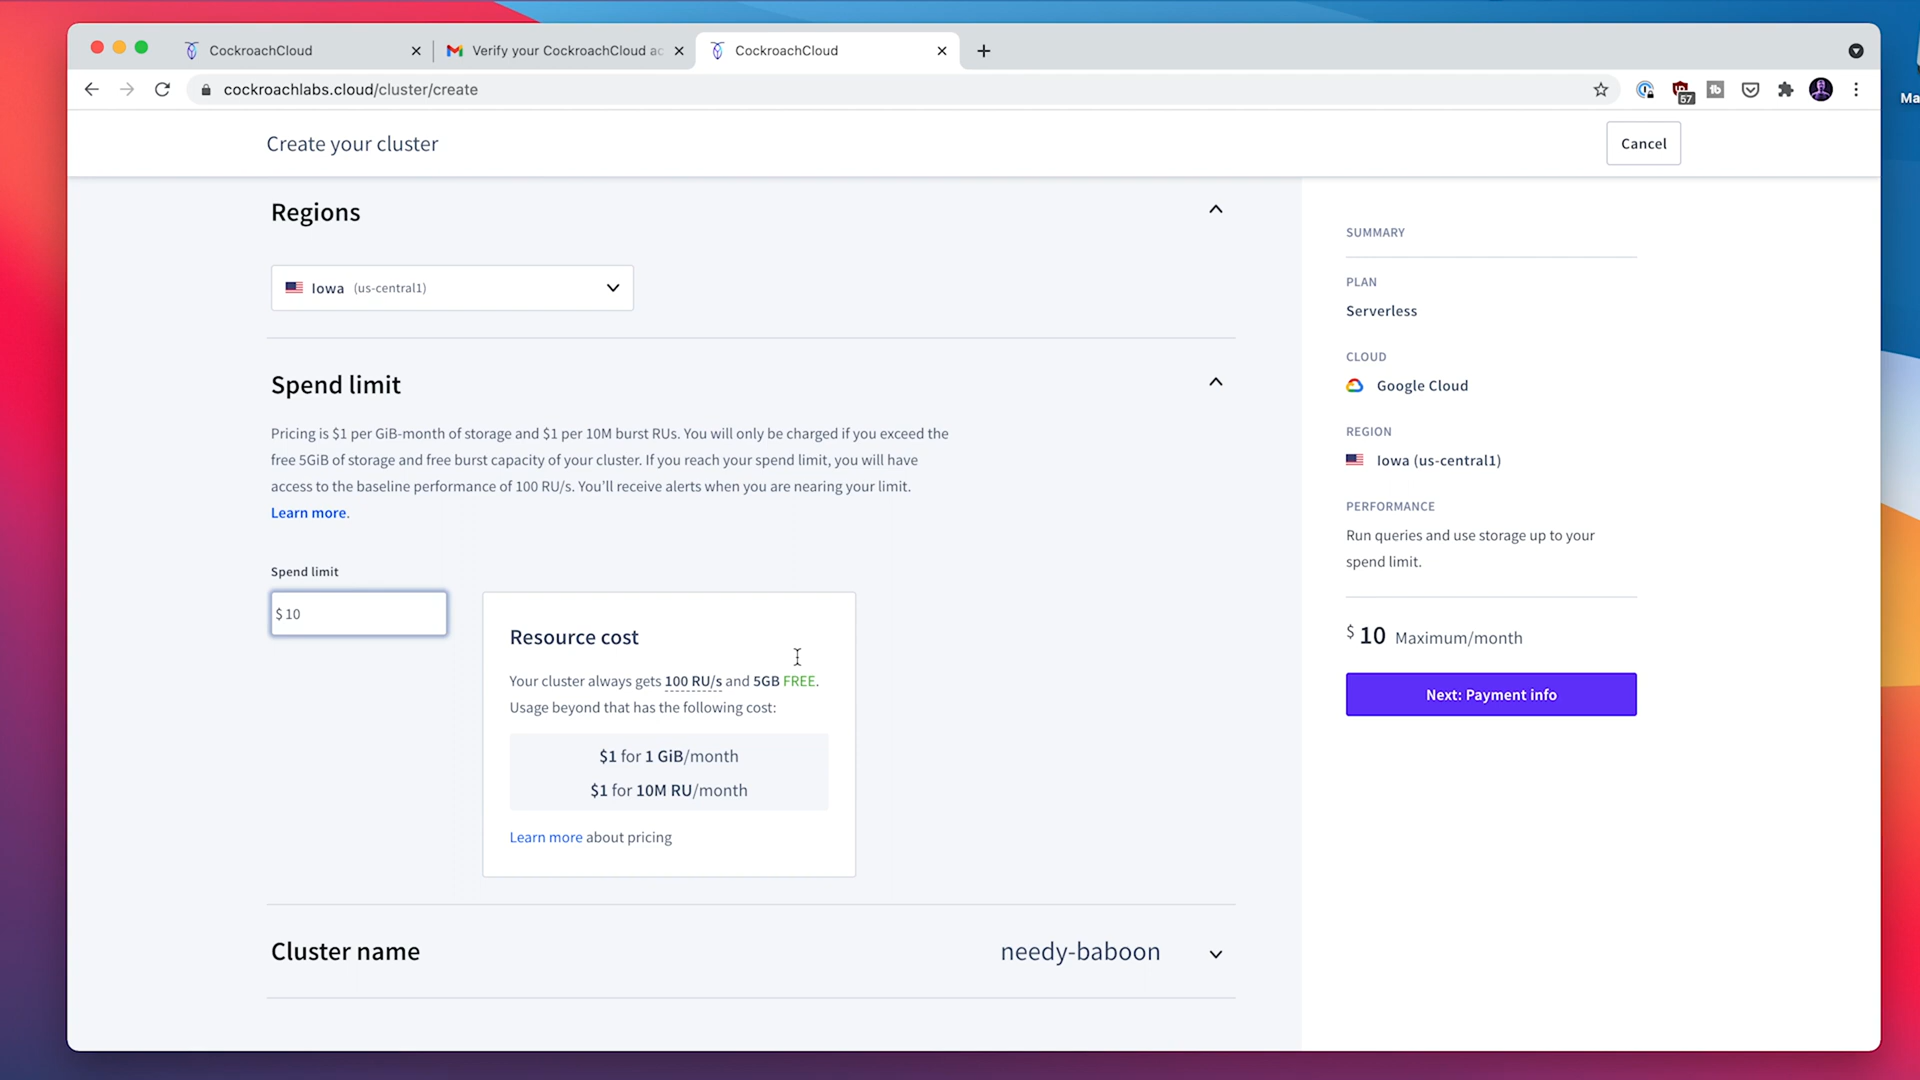 CockroachCloud
Verify your CockroachCloud ac
CockroachCloud
cockroachlabs.cloud/cluster/create
57
Ma
Create your cluster
Cancel
Regions
Iowa (us-central1)
Spend limit
Pricing is $1 per GiB-month of storage and $1 per 10M burst RUs. You will only be charged if you exceed the
free 5GiB of storage and free burst capacity of your cluster. If you reach your spend limit, you will have
access to the baseline performance of 100 RU/s. You'll receive alerts when you are nearing your limit.
Learn more.
Spend limit
$ 10
Resource cost
Your cluster always gets 100 RU/s and 5GB FREE.
Usage beyond that has the following cost:
$1 for 1 GiB/month
$1 for 10M RU/month
Learn more about pricing
Cluster name
needy-baboon
SUMMARY
PLAN
Serverless
CLOUD
Google Cloud
REGION
Iowa (us-central1)
PERFORMANCE
Run queries and use storage up to your
spend limit.
$ 10 Maximum/month
Next: Payment info